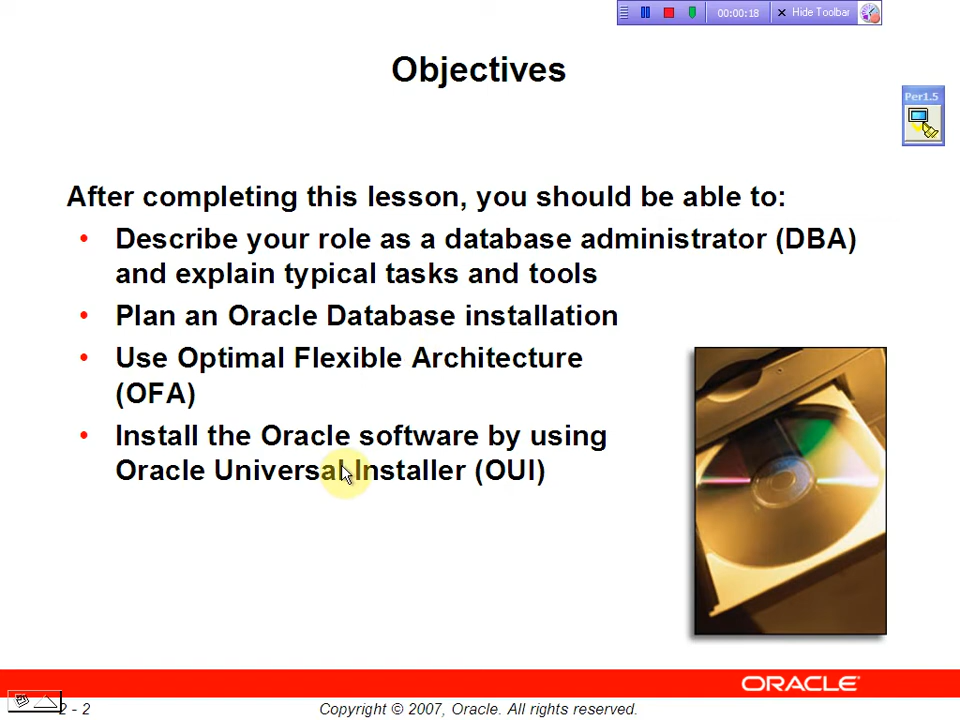 00:00:18 × Hide Toolbar
Objectives
Per1.5
After completing this lesson, you should be able to:
• Describe your role as a database administrator (DBA)
and explain typical tasks and tools
• Plan an Oracle Database installation
• Use Optimal Flexible Architecture
(OFA)
• Install the Oracle software by using
Oracle Universal Installer (OUI)
ORACLE
2 - 2
Copyright © 2007, Oracle. All rights reserved.